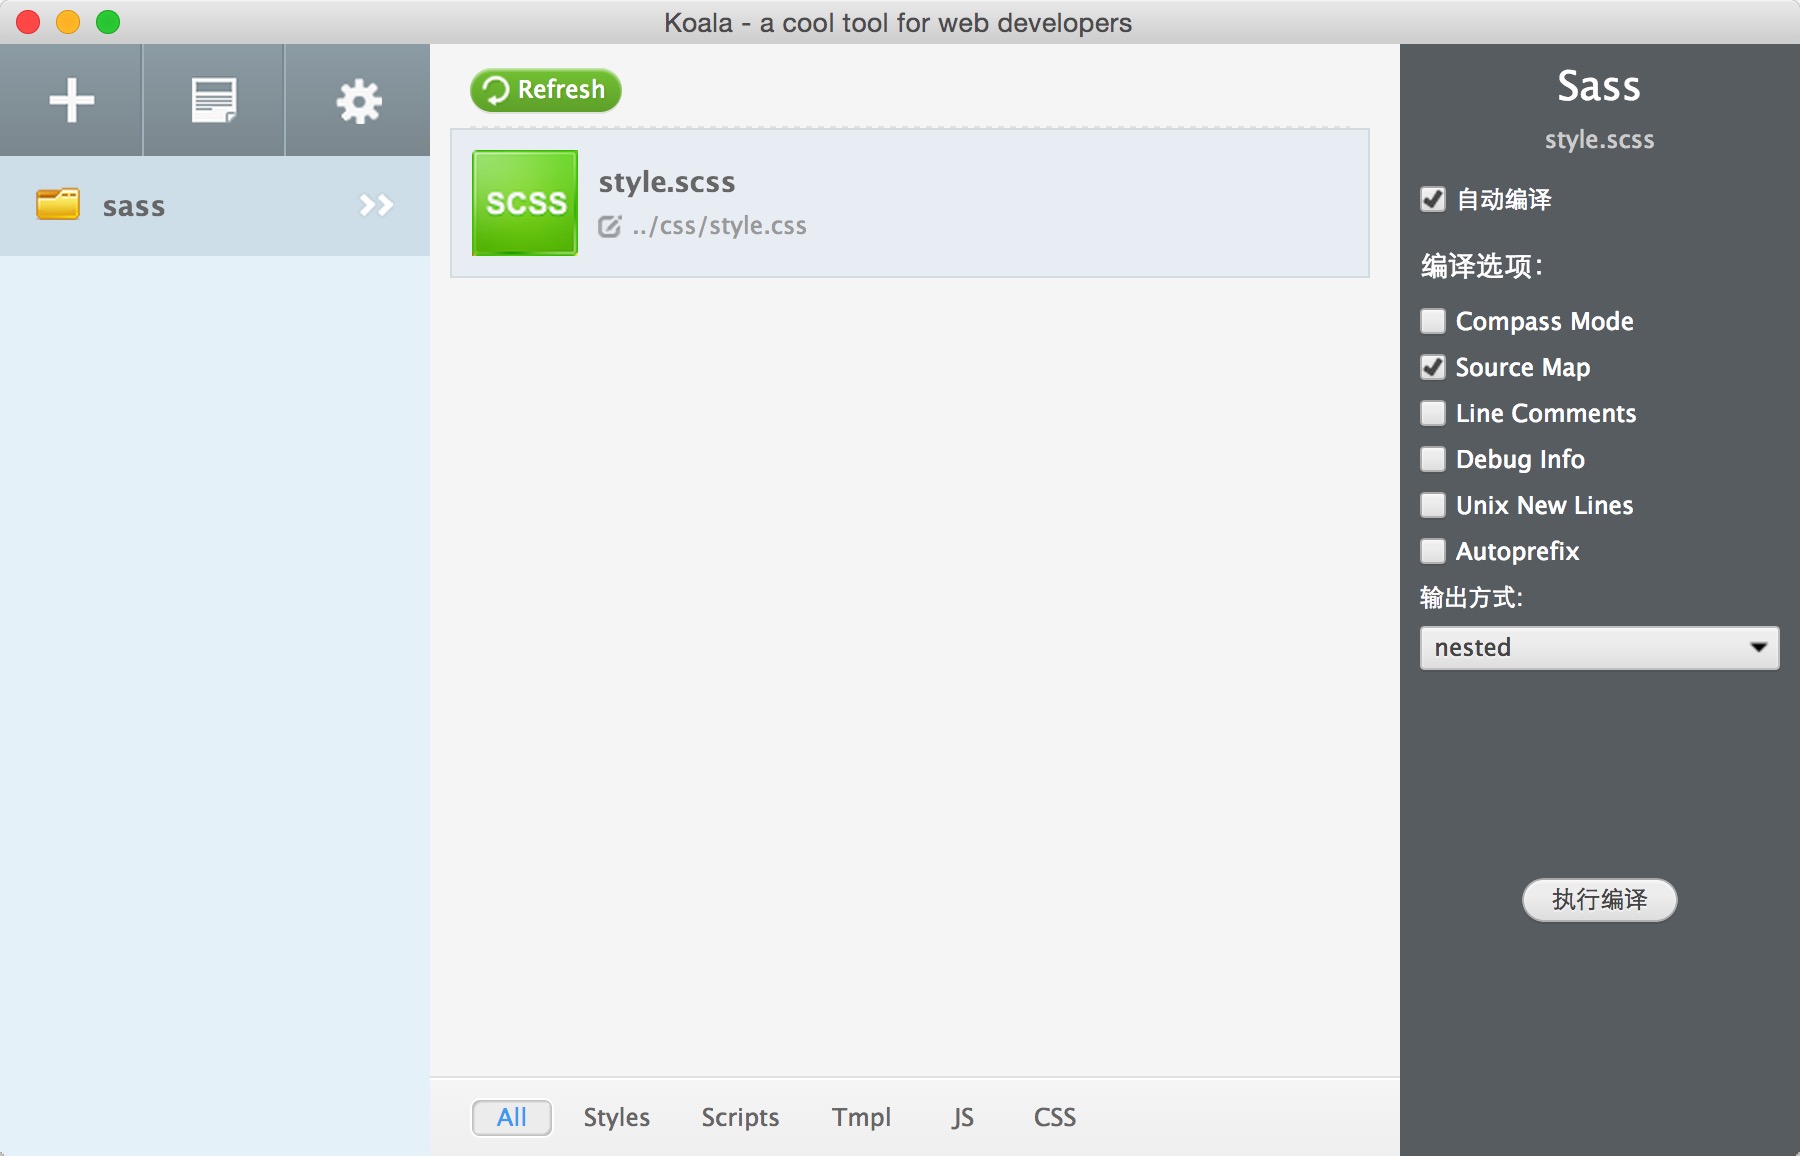 Koala - a cool tool for web developers
sass
Refresh
SCSS
style.scss
../css/style.css
All
Styles
Scripts
Tmpl
JS
CSS
Sass
style.scss
自动编译
编译选项：
Compass Mode
Source Map
Line Comments
Debug Info
Unix New Lines
Autoprefix
输出方式:
nested
执行编译